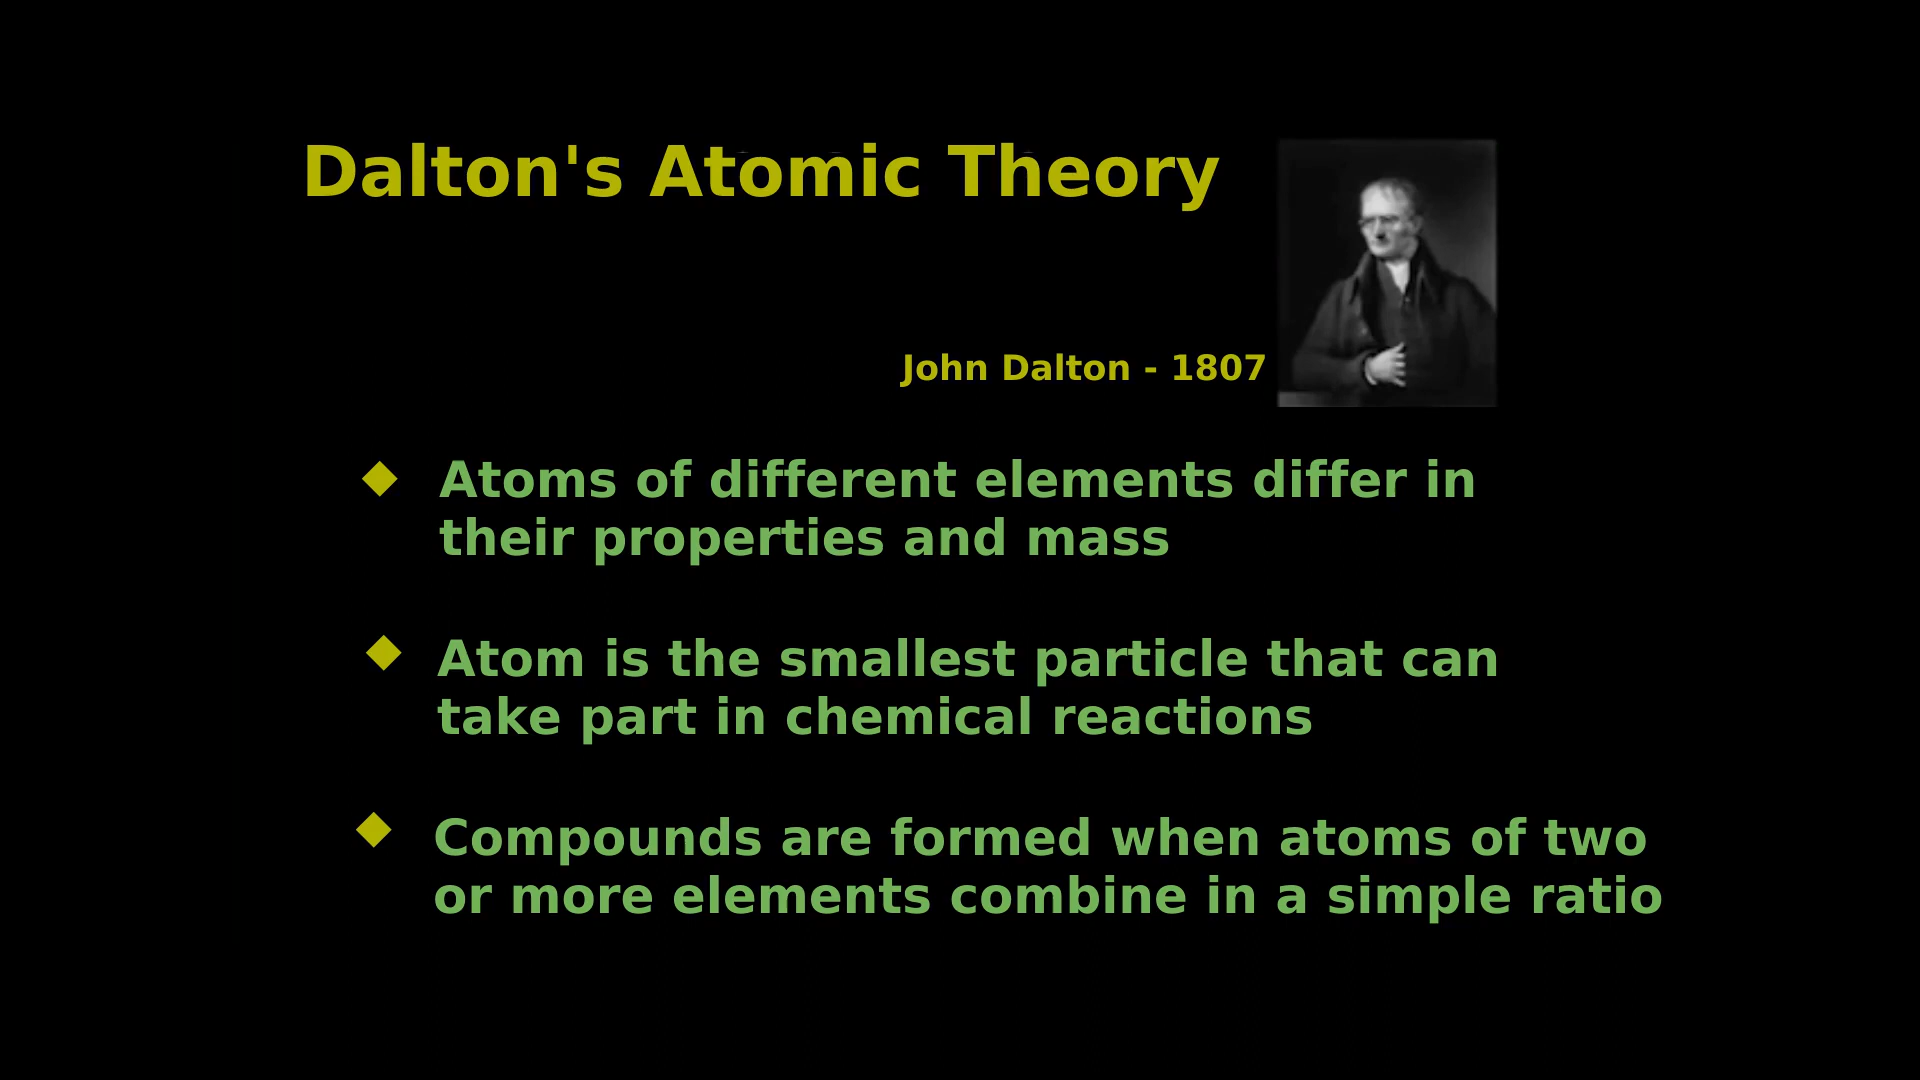 Dalton's Atomic Theory
John Dalton - 1807
Atoms of different elements differ in
their properties and mass
Atom is the smallest particle that can
take part in chemical reactions
Compounds are formed when atoms of two
or more elements combine in a simple ratio